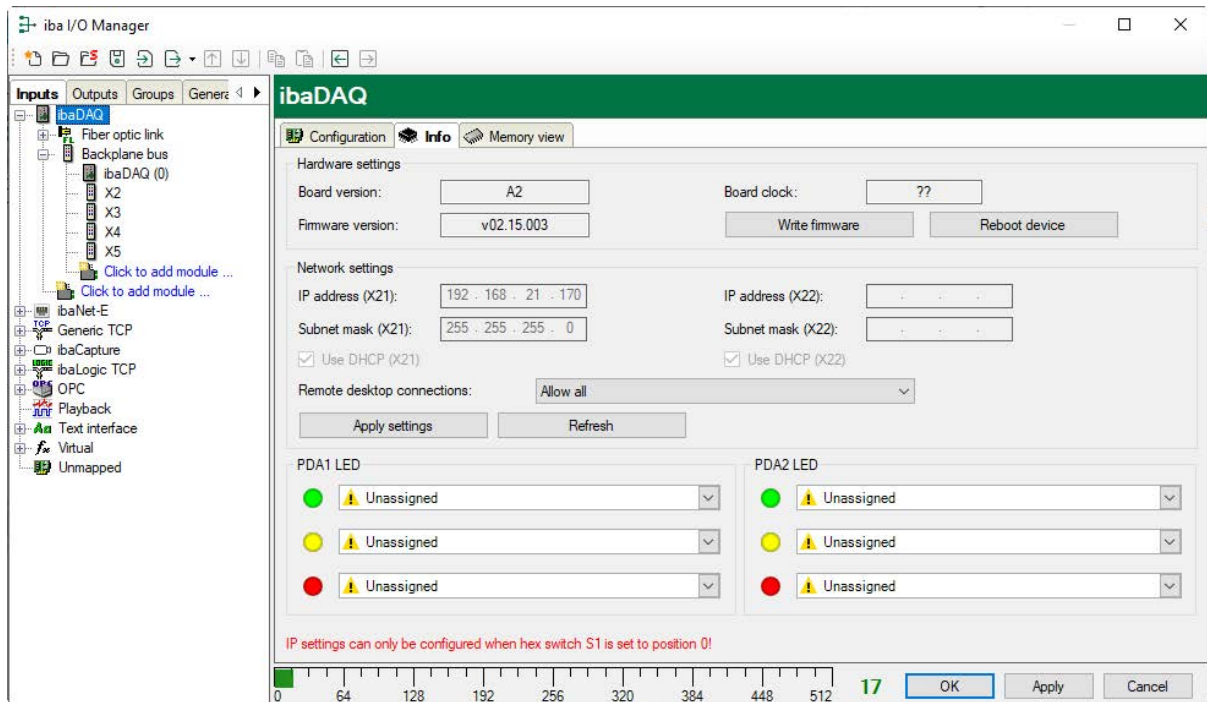 iba I/O Manager
Inputs Outputs Groups Genera
ibaDAQ
Fiber optic link
Backplane bus
ibaDAQ (0)
X2
X3
X4
X5
Click to add module ...
Click to add module ...
ibaNet-E
Generic TCP
ibaCapture
ibaLogic TCP
OPC
Playback
Text interface
Virtual
Unmapped
ibaDAQ
Configuration Info Memory view
Hardware settings
Board version: A2 Board clock: ??
Firmware version: v02.15.003 Write firmware Reboot device
Network settings
IP address (X21): 192 . 168 . 21 . 170 IP address (X22): . . .
Subnet mask (X21): 255 . 255 . 255 . 0 Subnet mask (X22): . . .
Use DHCP (X21) Use DHCP (X22)
Remote desktop connections: Allow all
Apply settings Refresh
PDA1 LED PDA2 LED
Unassigned Unassigned
Unassigned Unassigned
Unassigned Unassigned
IP settings can only be configured when hex switch S1 is set to position 0!
0 64 128 192 256 320 384 448 512 17 OK Apply Cancel